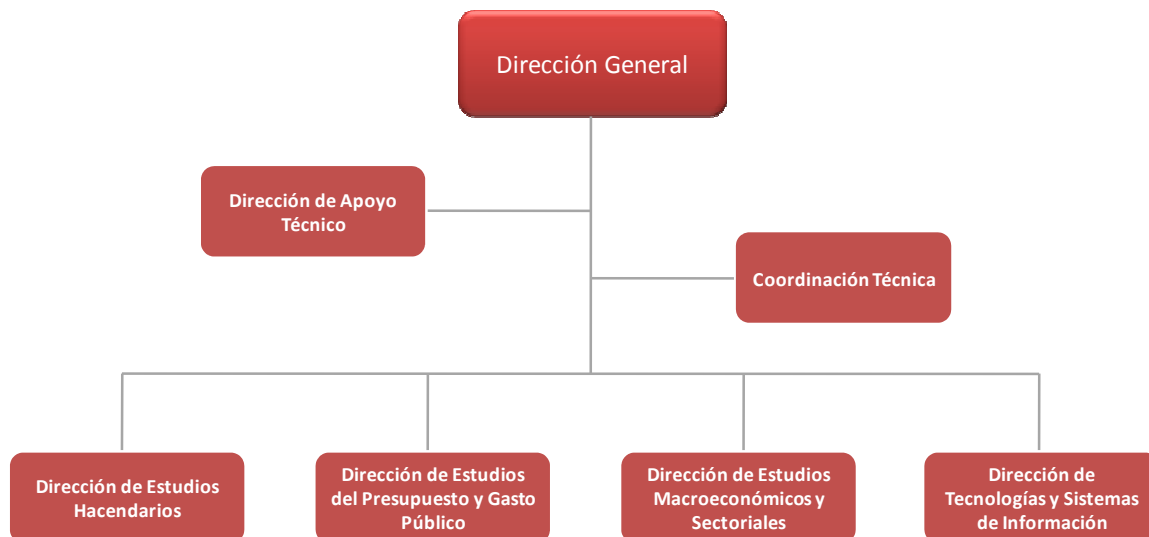 Dirección General
Dirección de Apoyo
Técnico
Coordinación Técnica
Dirección de Estudios
Hacendarios
Dirección de Estudios
del Presupuesto y Gasto
Público
Dirección de Estudios
Macroeconómicos y
Sectoriales
Dirección de
Tecnologías y Sistemas
de Información